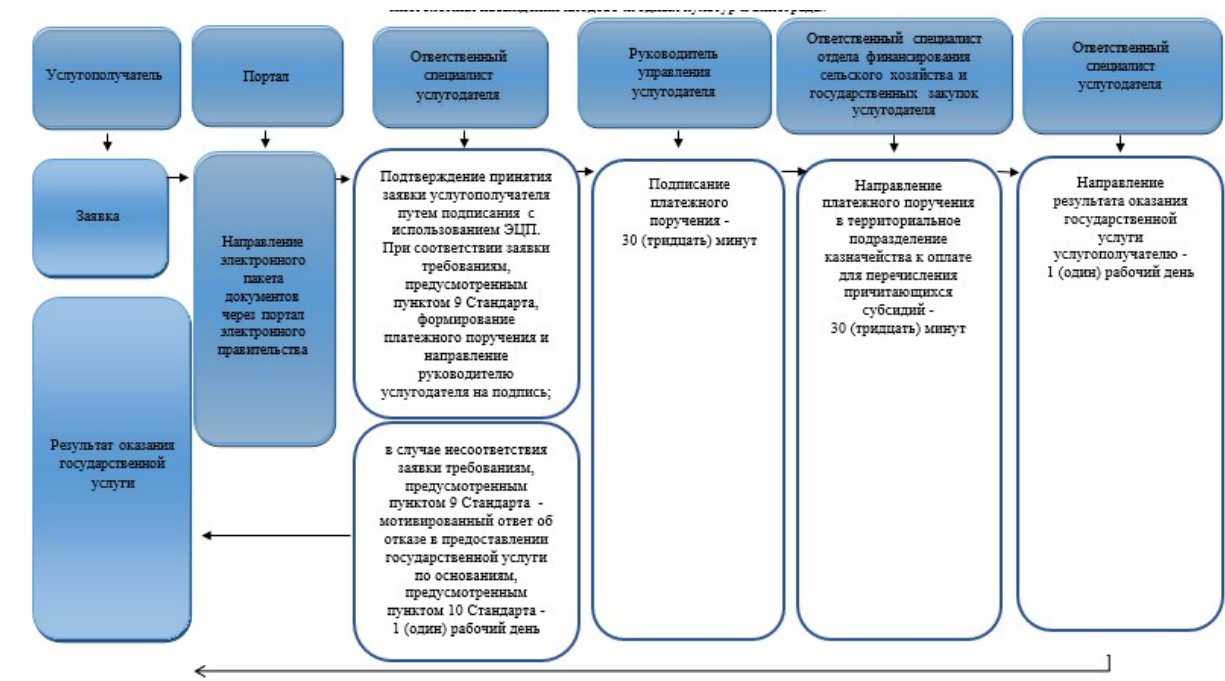 Услугополучатель
Портал
Ответственный
специалист
услугодателя
Руководитель
управления
услугодателя
Ответственный специалист
отдела финансирования
сельского хозяйства и
государственных закупок
услугодателя
Ответственный
специалист
услугодателя
Заявка
Направление
электронного
пакета
документов
через портал
электронного
правительства
Подтверждение принятия
заявки услугополучателя
путем подписания с
использованием ЭЦП.
При соответствии заявки
требованиям,
предусмотренным
пунктом 9 Стандарта,
формирование
платежного поручения и
направление
руководителю
услугодателя на подпись;
Подписание
платежного
поручения -
30 (тридцать) минут
Направление
платежного поручения
в территориальное
подразделение
казначейства к оплате
для перечисления
причитающихся
субсидий -
30 (тридцать) минут
Направление
результата оказания
государственной
услуги
услугополучателю -
1 (один) рабочий день
Результат оказания
государственной
услуги
в случае несоответствия
заявки требованиям,
предусмотренным
пунктом 9 Стандарта -
мотивированный ответ об
отказе в предоставлении
государственной услуги
по основаниям,
предусмотренным
пунктом 10 Стандарта -
1 (один) рабочий день